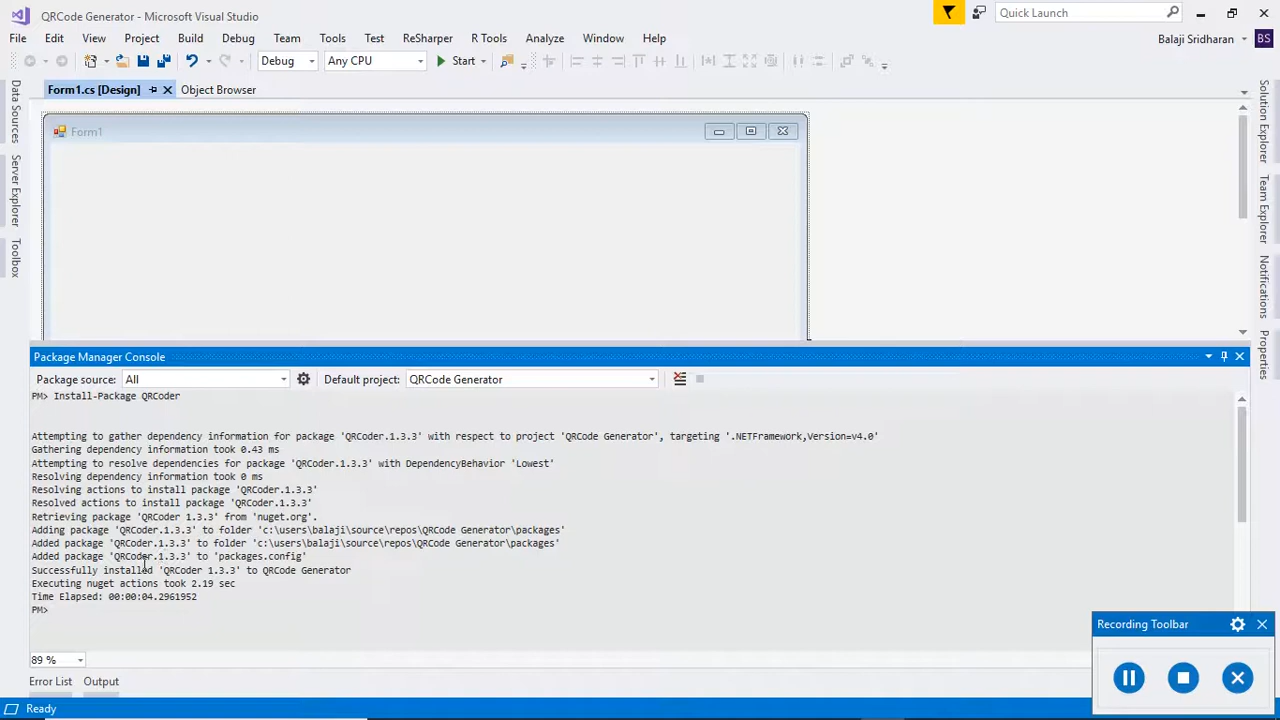 QRCode Generator - Microsoft Visual Studio
Quick Launch
File Edit View Project Build Debug Team Tools Test ReSharper R Tools Analyze Window Help
Balaji Sridharan BS
Debug Any CPU Start
Form1.cs [Design] Object Browser
Data Sources
Server Explorer
Toolbox
Form1
Solution Explorer
Team Explorer
Notifications
Properties
Package Manager Console
Package source: All Default project: QRCode Generator
PM> Install-Package QRCoder
Attempting to gather dependency information for package 'QRCoder.1.3.3' with respect to project 'QRCode Generator', targeting '.NETFramework,Version=v4.0'
Gathering dependency information took 0.43 ms
Attempting to resolve dependencies for package 'QRCoder.1.3.3' with DependencyBehavior 'Lowest'
Resolving dependency information took 0 ms
Resolving actions to install package 'QRCoder.1.3.3'
Resolved actions to install package 'QRCoder.1.3.3'
Retrieving package 'QRCoder 1.3.3' from 'nuget.org'.
Adding package 'QRCoder.1.3.3' to folder 'c:\users\balaji\source\repos\QRCode Generator\packages'
Added package 'QRCoder.1.3.3' to folder 'c:\users\balaji\source\repos\QRCode Generator\packages'
Added package 'QRCoder.1.3.3' to 'packages.config'
Successfully installed 'QRCoder 1.3.3' to QRCode Generator
Executing nuget actions took 2.19 sec
Time Elapsed: 00:00:04.2961952
PM>
Recording Toolbar
89 %
Error List Output
Ready